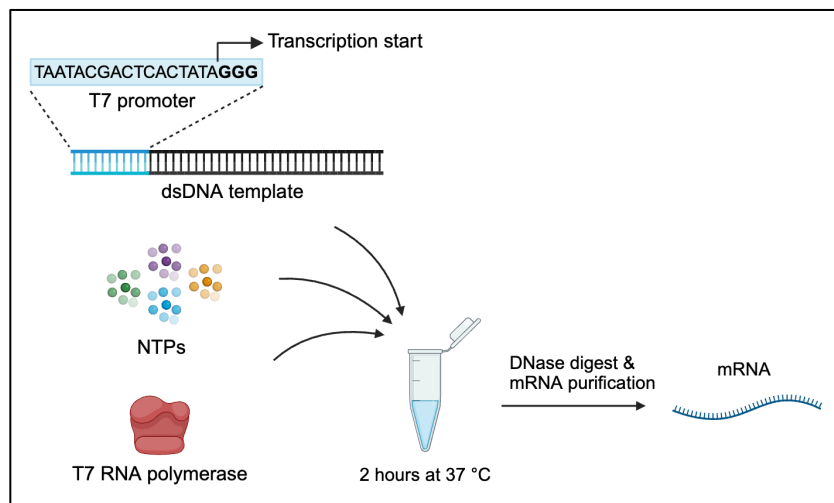 Transcription start
TAATACGACTCACTATAGGG
T7 promoter
dsDNA template
NTPs
T7 RNA polymerase
2 hours at 37 °C
DNase digest &
mRNA purification
mRNA